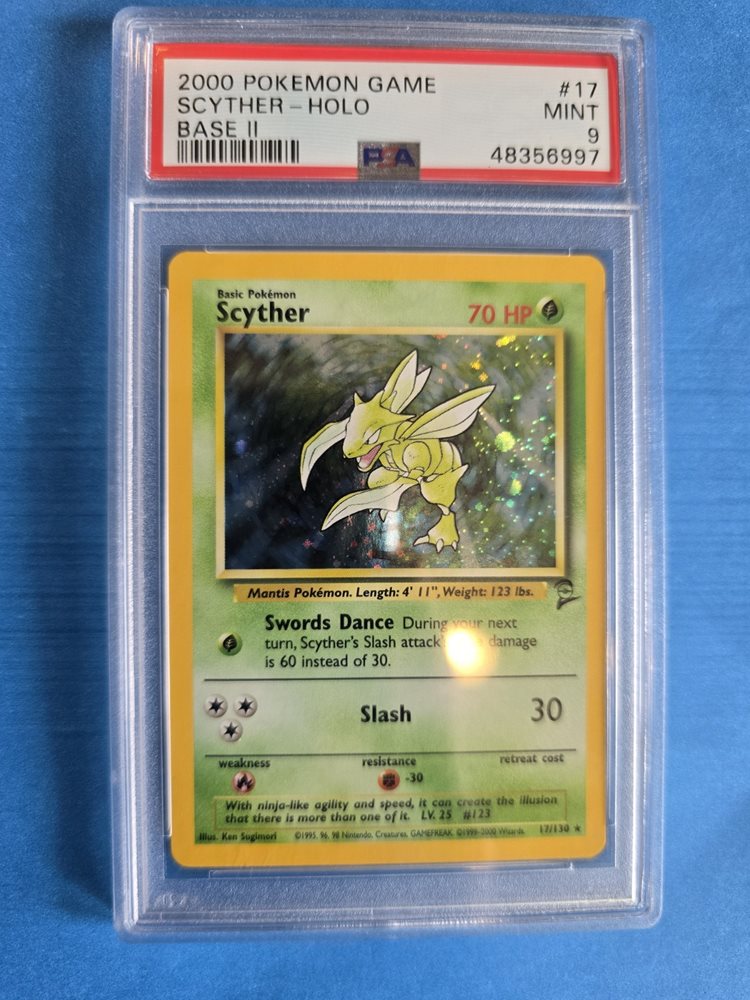 2000 POKEMON GAME #17
SCYTHER - HOLO MINT
BASE II 9
PSA 48356997
Basic Pokémon
Scyther 70 HP
Mantis Pokémon. Length: 4' 11", Weight: 123 lbs.
Swords Dance During your next
turn, Scyther's Slash attack's damage
is 60 instead of 30.
Slash 30
weakness resistance retreat cost
-30
With ninja-like agility and speed, it can create the illusion
that there is more than one of it. LV. 25 #123
Illus. Ken Sugimori ©1995, 96, 98 Nintendo, Creatures, GAMEFREAK. ©1999-2000 Wizards. 17/130